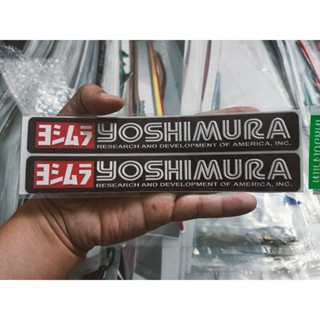 ヨシムラ YOSHIMURA
RESEARCH AND DEVELOPMENT OF AMERICA, INC.
ヨシムラ YOSHIMURA
RESEARCH AND DEVELOPMENT OF AMERICA, INC.